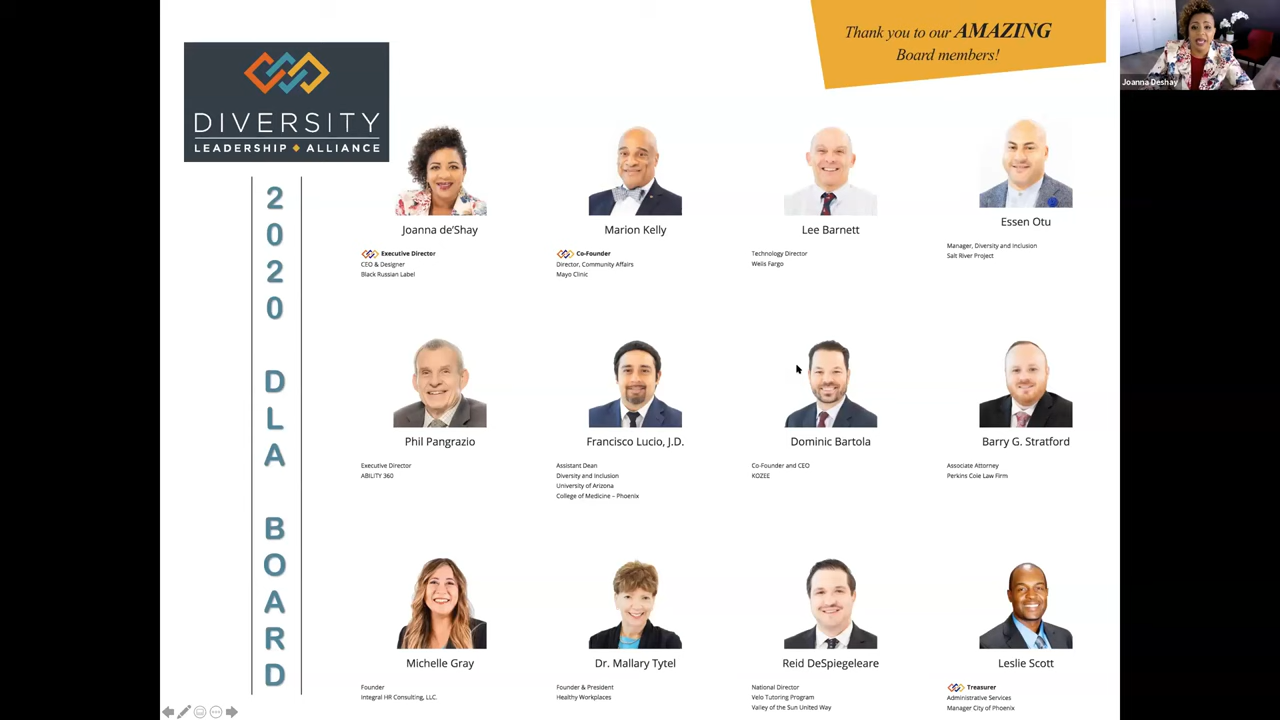 Thank you to our AMAZING
Board members!
Joanna Deshay
DIVERSITY
LEADERSHIP ALLIANCE
2020 DLA BOARD
Joanna de'Shay
Executive Director
CEO & Designer
Black Russian Label
Marion Kelly
Co-Founder
Director, Community Affairs
Mayo Clinic
Lee Barnett
Technology Director
Wells Fargo
Essen Otu
Manager, Diversity and Inclusion
Salt River Project
Phil Pangrazio
Executive Director
ABILITY 360
Francisco Lucio, J.D.
Assistant Dean
Diversity and Inclusion
University of Arizona
College of Medicine – Phoenix
Dominic Bartola
Co-Founder and CEO
KOZEE
Barry G. Stratford
Associate Attorney
Perkins Coie Law Firm
Michelle Gray
Founder
Integral HR Consulting, LLC.
Dr. Mallary Tytel
Founder & President
Healthy Workplaces
Reid DeSpiegeleare
National Director
Velo Tutoring Program
Valley of the Sun United Way
Leslie Scott
Treasurer
Administrative Services
Manager City of Phoenix